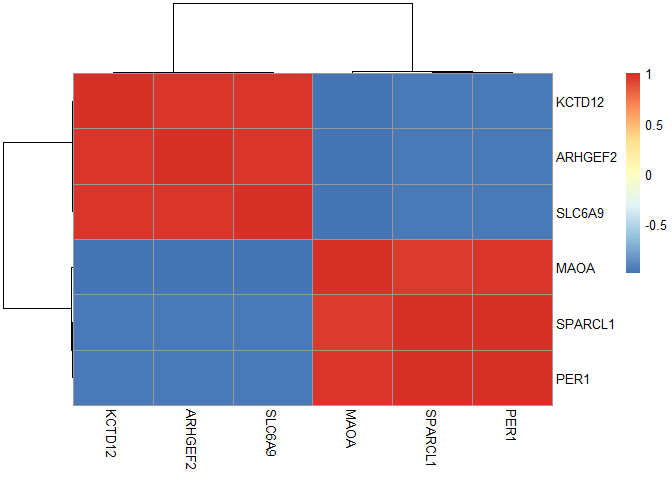 1
0.5
0
-0.5
KCTD12
ARHGEF2
SLC6A9
MAOA
SPARCL1
PER1
KCTD12
ARHGEF2
SLC6A9
MAOA
SPARCL1
PER1